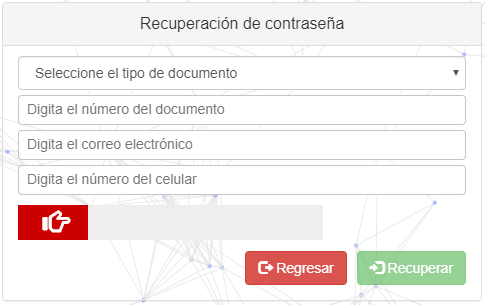 Recuperación de contraseña
Seleccione el tipo de documento
Digita el número del documento
Digita el correo electrónico
Digita el número del celular
Regresar
Recuperar